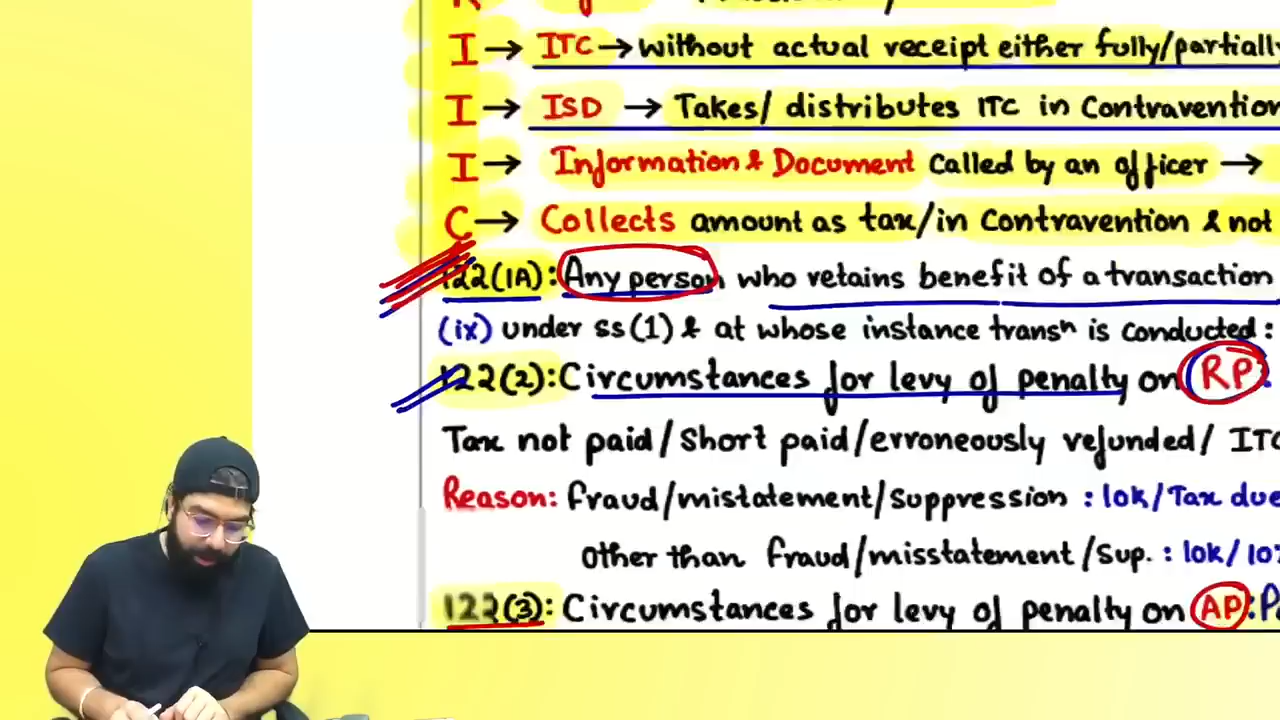 I → ITC → without actual receipt either fully/partially
I → ISD → Takes/ distributes ITC in Contravention
I → Information & Document Called by an officer →
C → Collects amount as tax/in Contravention & not
122(1A): Any person who retains benefit of a transaction
(ix) under ss(1) & at whose instance transⁿ is conducted:
122(2): Circumstances for levy of penalty on RP.
Tax not paid/ Short paid/erroneously refunded/ ITC
Reason: fraud/mistatement/suppression : 10k/Tax due
Other than fraud/misstatement /Sup. : 10k/ 10%
122(3): Circumstances for levy of penalty on AP: